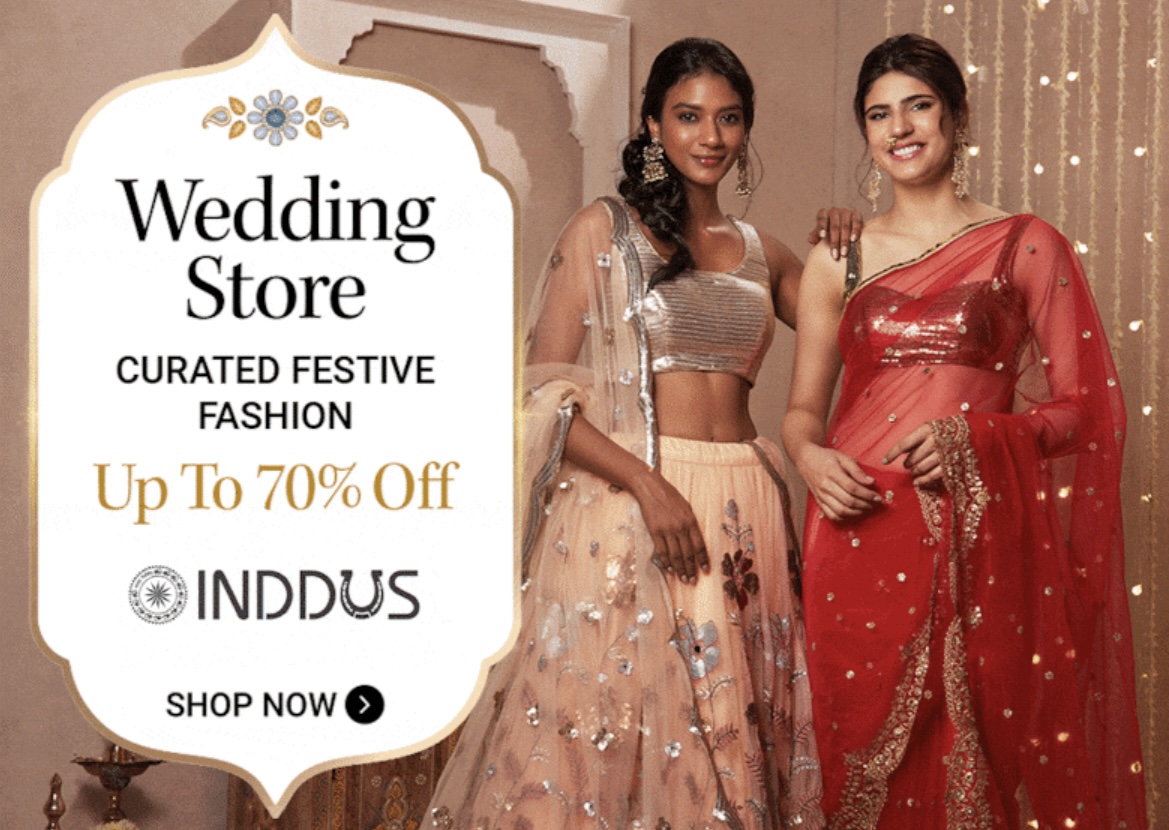 Wedding
Store
CURATED FESTIVE
FASHION
Up To 70% Off
INDDUS
SHOP NOW